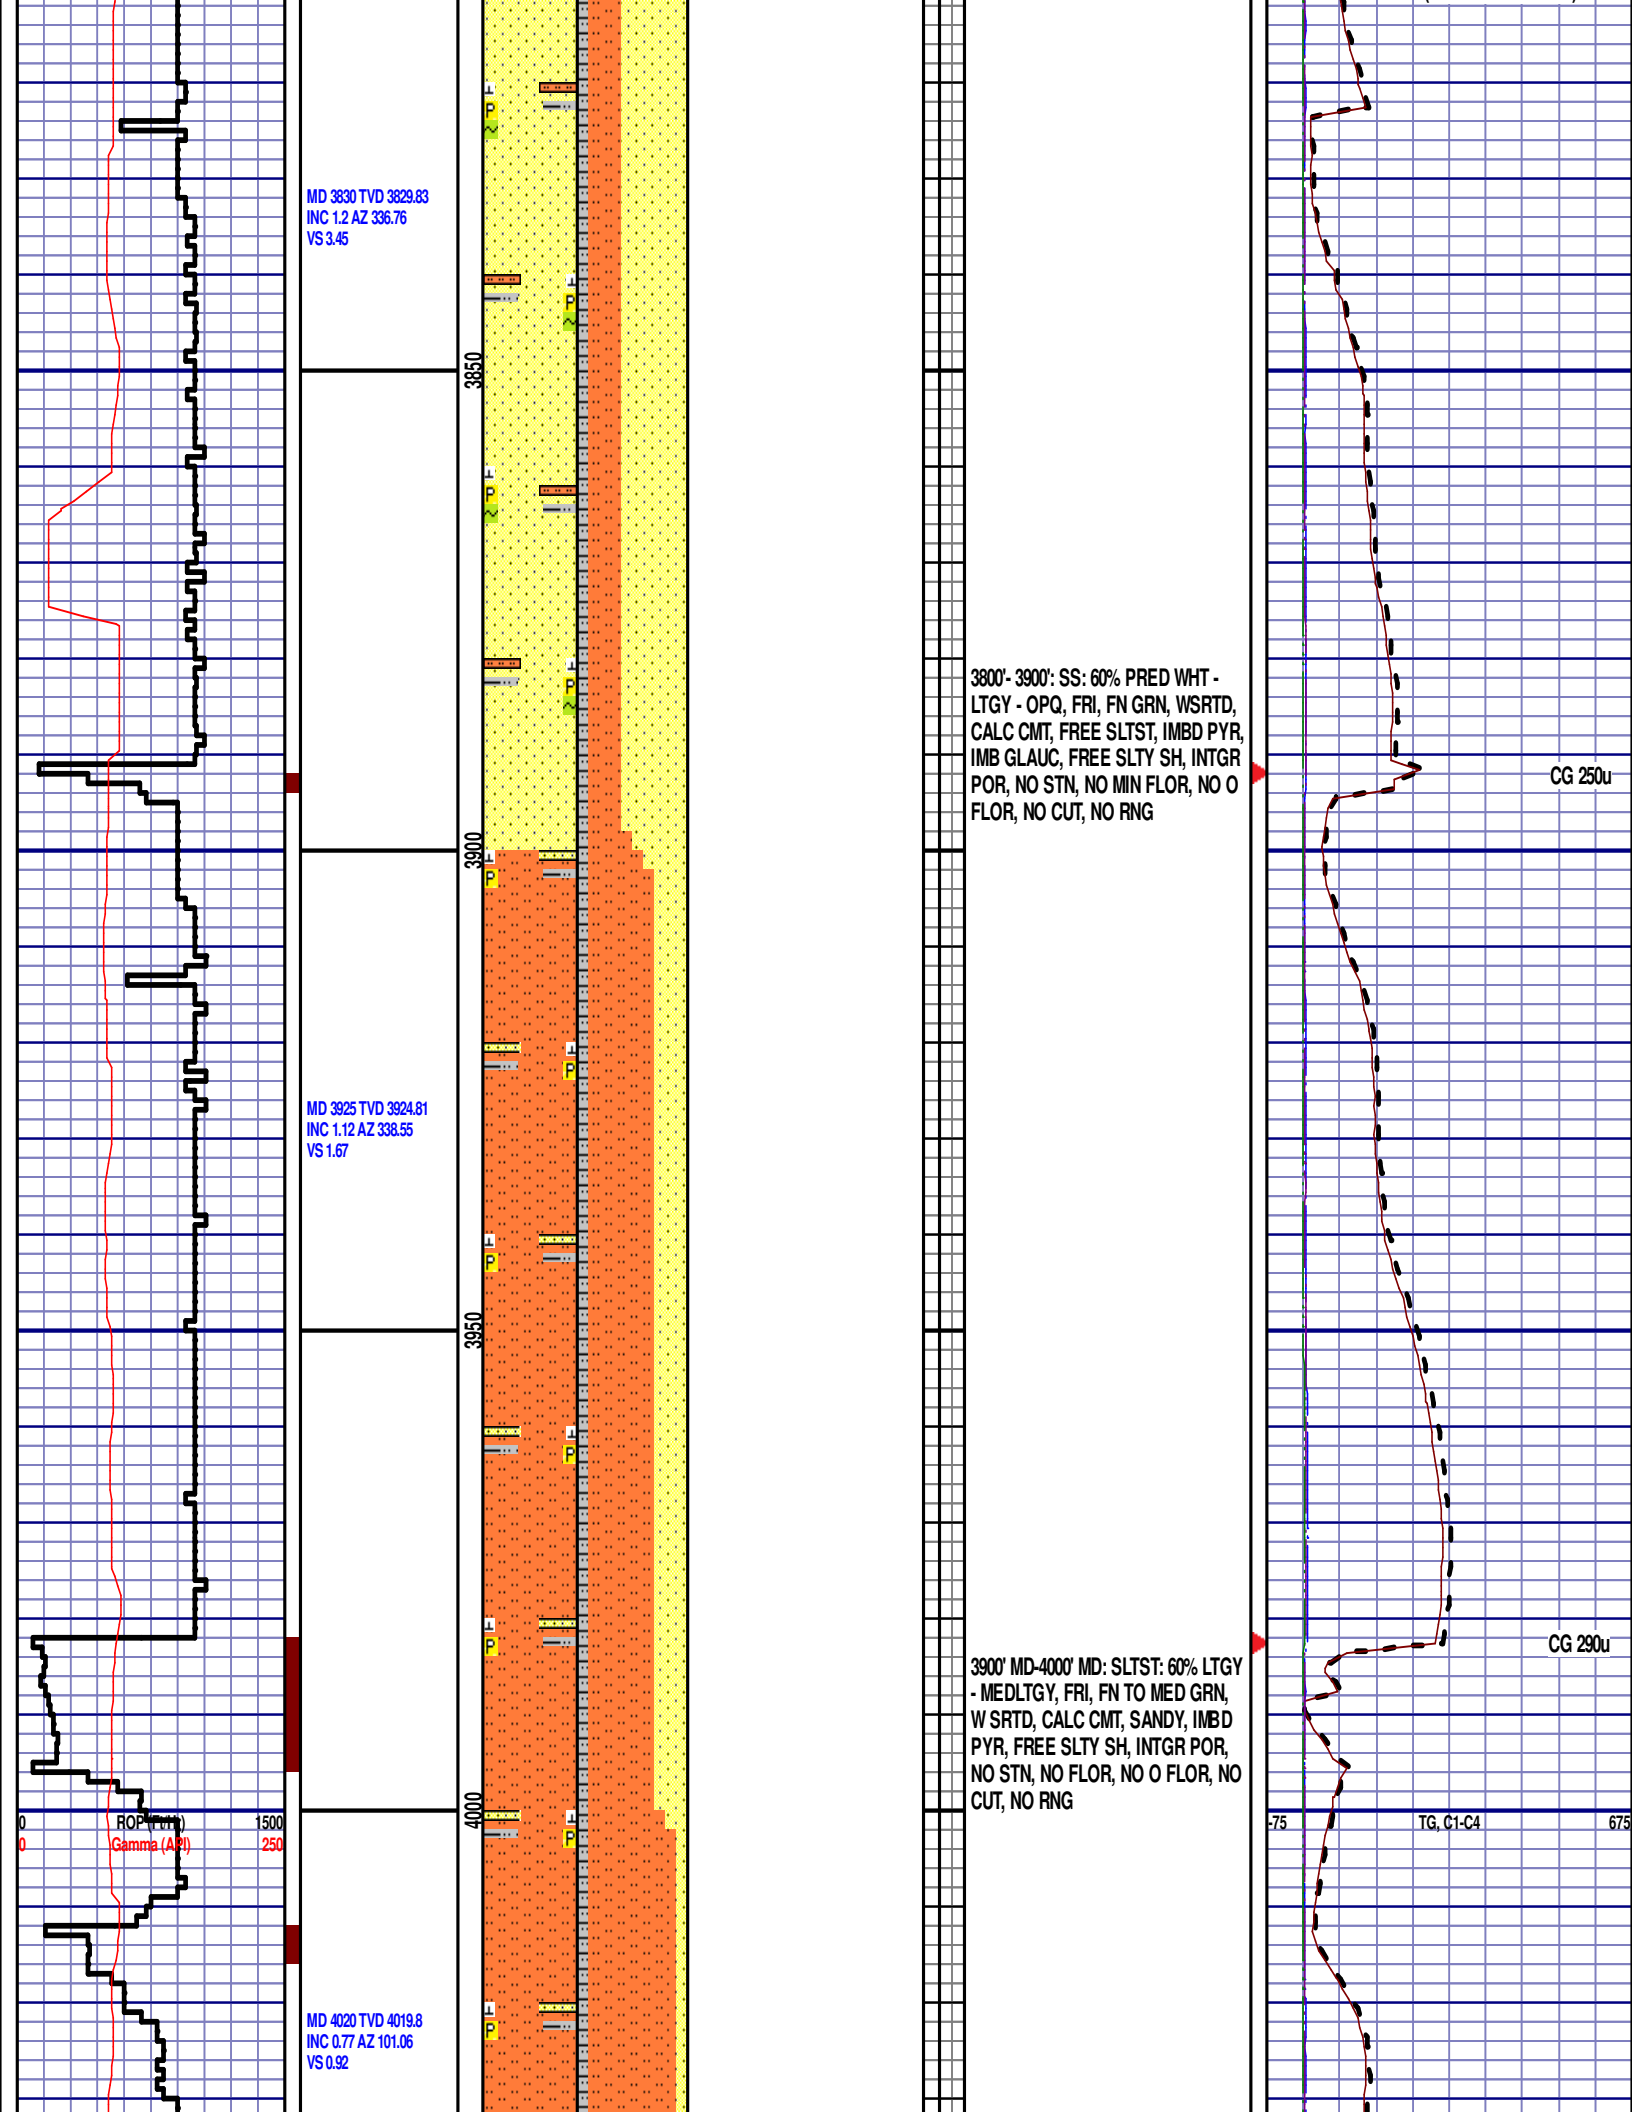 MD 3830 TVD 3829.83
INC 1.2 AZ 336.76
VS 3.45
3850
3800'- 3900': SS: 60% PRED WHT -
LTGY - OPQ, FRI, FN GRN, WSRTD,
CALC CMT, FREE SLTST, IMBD PYR,
IMB GLAUC, FREE SLTY SH, INTGR
POR, NO STN, NO MIN FLOR, NO O
FLOR, NO CUT, NO RNG
CG 250u
3900
MD 3925 TVD 3924.81
INC 1.12 AZ 338.55
VS 1.67
3950
CG 290u
3900' MD-4000' MD: SLTST: 60% LTGY
- MEDLTGY, FRI, FN TO MED GRN,
W SRTD, CALC CMT, SANDY, IMBD
PYR, FREE SLTY SH, INTGR POR,
NO STN, NO FLOR, NO O FLOR, NO
CUT, NO RNG
4000
0 ROP (Ft/Hr) 1500
0 Gamma (API) 250
-75 TG, C1-C4 675
MD 4020 TVD 4019.8
INC 0.77 AZ 101.06
VS 0.92
P
P
P
P
P
P
P
P
P
P
P